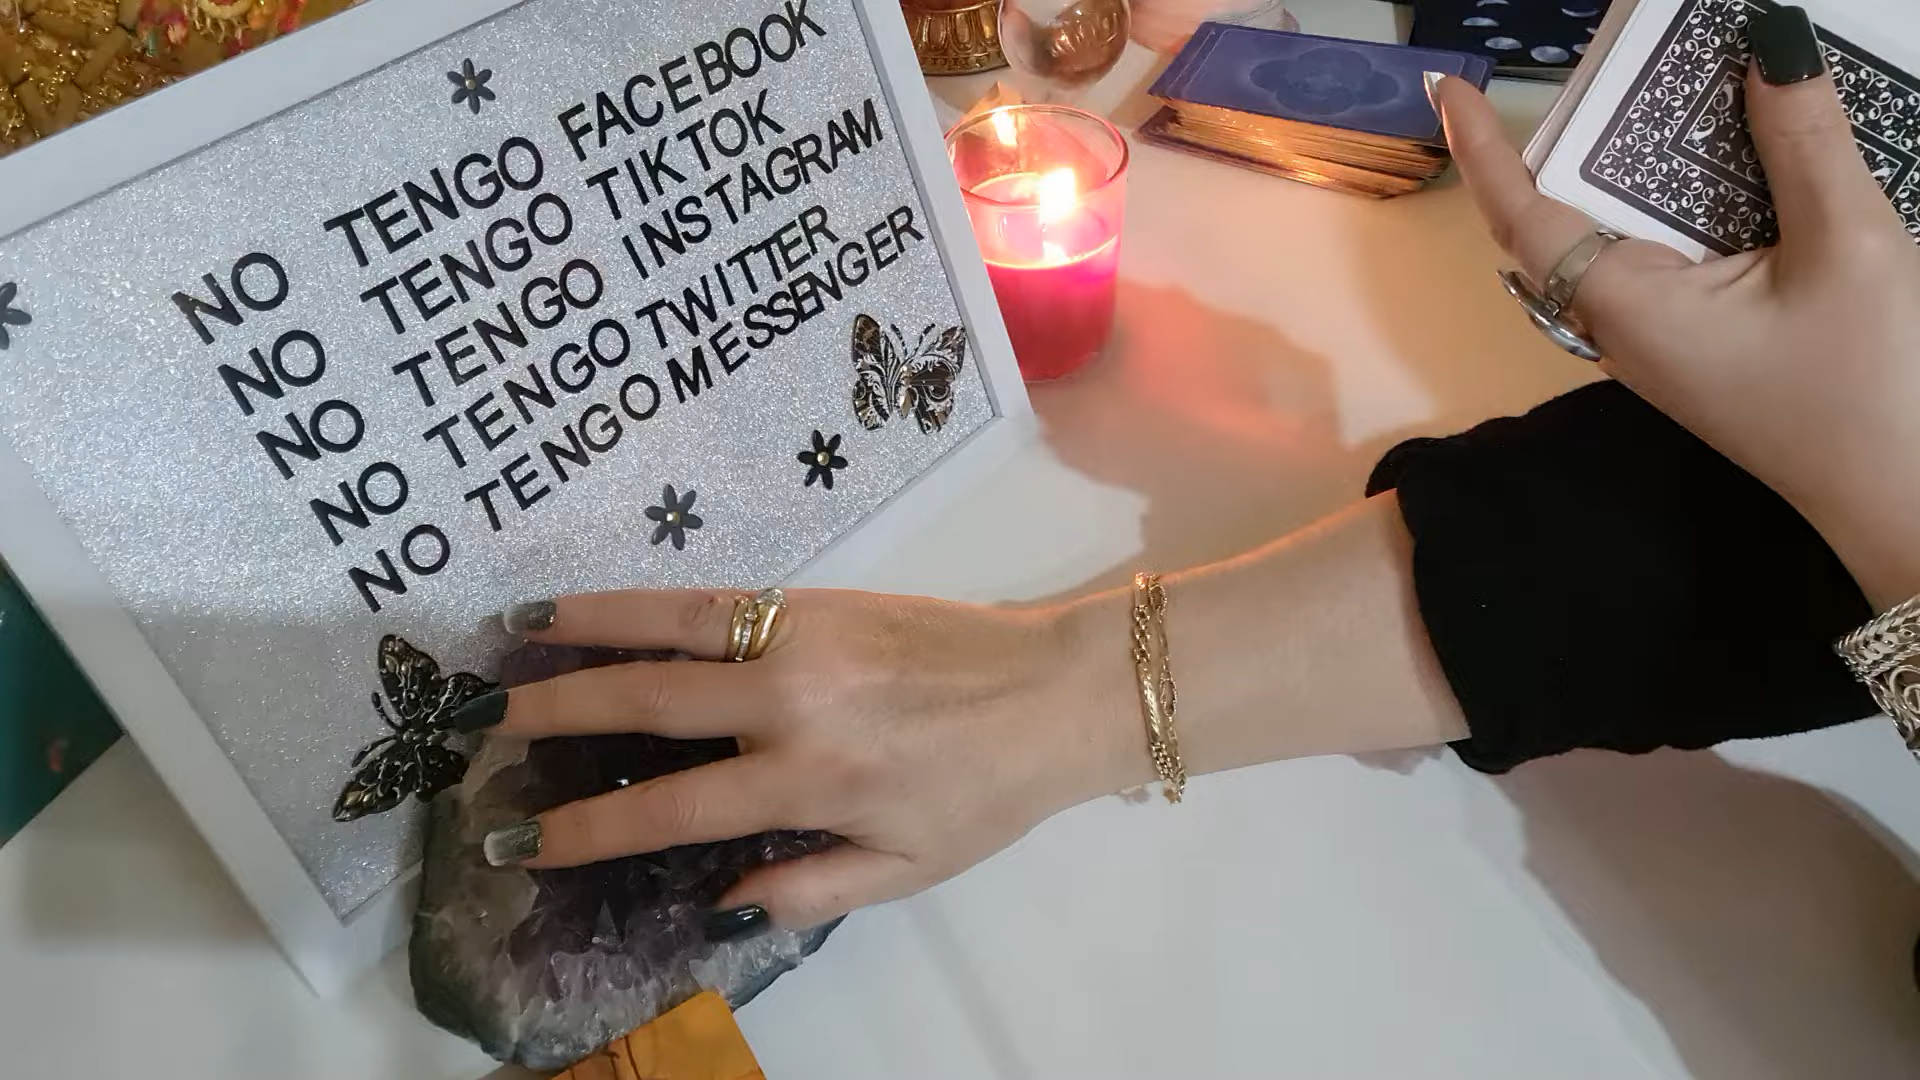 NO TENGO FACEBOOK
NO TENGO TIKTOK
NO TENGO INSTAGRAM
NO TENGO TWITTER
NO TENGO MESSENGER